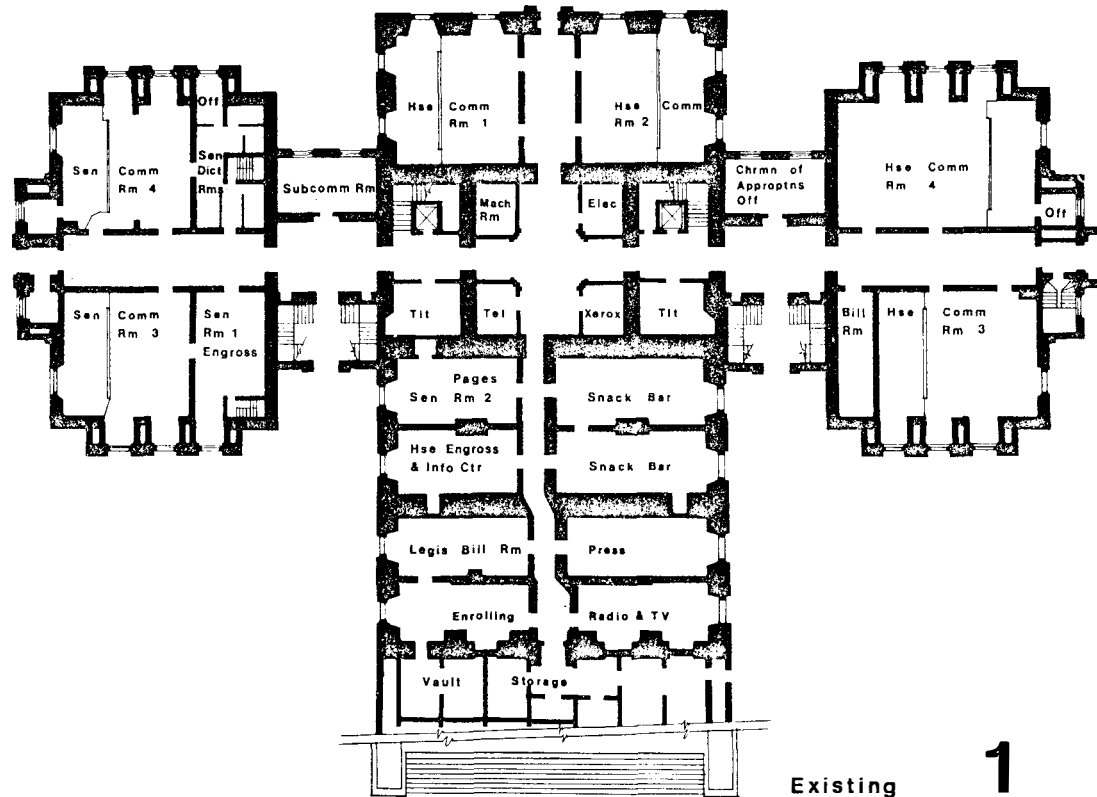 Off
Sen Comm
Rm 4
Sen
Dict
Rms
Subcomm Rm
Hse Comm
Rm 1
Hse Comm
Rm 2
Mach
Rm
Elec
Chrmn of
Approptns
Off
Hse Comm
Rm 4
Off
Sen Comm
Rm 3
Sen
Rm 1
Engross
Tlt
Tel
Xerox
Tlt
Bill
Rm
Hse Comm
Rm 3
Pages
Sen Rm 2
Snack Bar
Hse Engross
& Info Ctr
Snack Bar
Legis Bill Rm
Press
Enrolling
Radio & TV
Vault
Storage
Existing 1